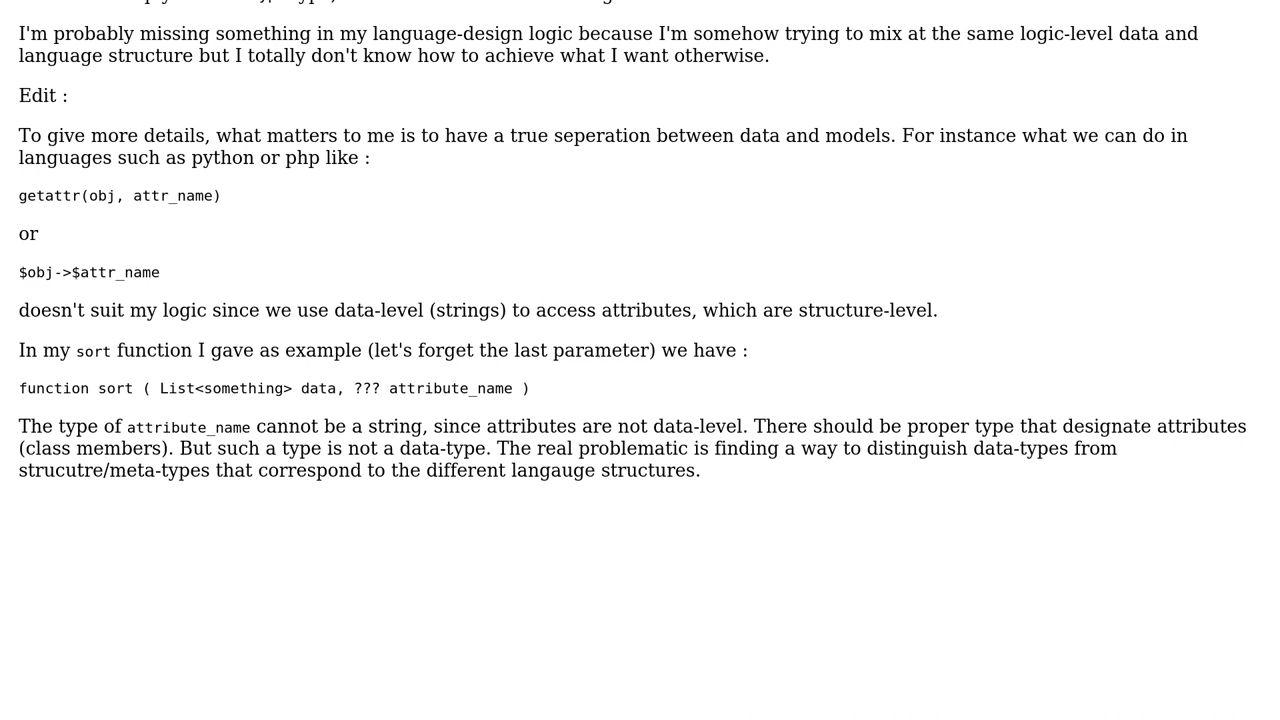 I'm probably missing something in my language-design logic because I'm somehow trying to mix at the same logic-level data and
language structure but I totally don't know how to achieve what I want otherwise.
Edit :
To give more details, what matters to me is to have a true seperation between data and models. For instance what we can do in
languages such as python or php like :
getattr(obj, attr_name)
or
$obj->$attr_name
doesn't suit my logic since we use data-level (strings) to access attributes, which are structure-level.
In my sort function I gave as example (let's forget the last parameter) we have :
function sort ( List<something> data, ??? attribute_name )
The type of attribute_name cannot be a string, since attributes are not data-level. There should be proper type that designate attributes
(class members). But such a type is not a data-type. The real problematic is finding a way to distinguish data-types from
strucutre/meta-types that correspond to the different langauge structures.